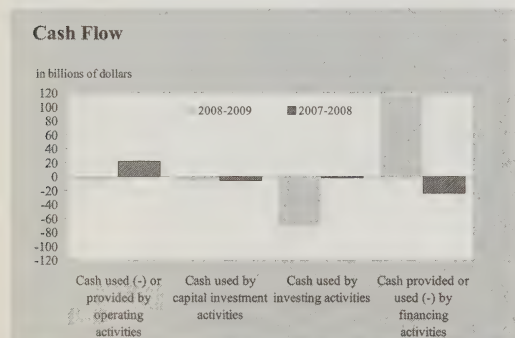 Cash Flow
in billions of dollars
120
100
80
60
40
20
0
-20
-40
-60
-80
-100
-120
2008-2009 2007-2008
Cash used (-) or provided by operating activities
Cash used by capital investment activities
Cash used by investing activities
Cash provided or used (-) by financing activities